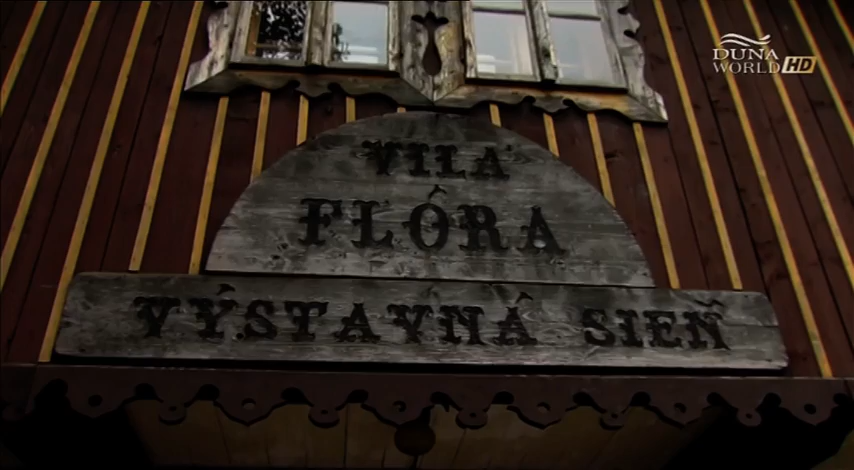 DUNA
WORLD HD
VILA
FLÓRA
VÝSTAVNÁ SIEŇ